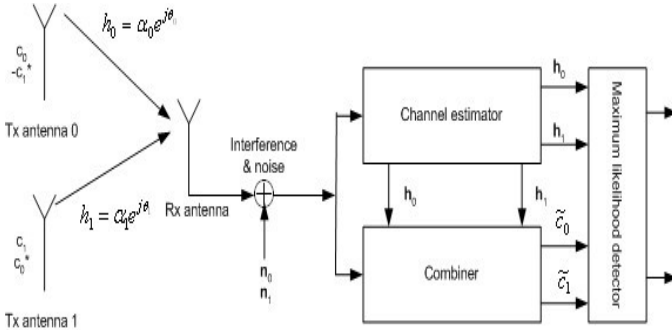 h₀ = α₀e^{jθ₀}
c₀
-c₁*
Tx antenna 0
h₁ = α₁e^{jθ₁}
c₁
c₀*
Tx antenna 1
Rx antenna
Interference
& noise
n₀
n₁
Channel estimator
h₀
h₁
h₀
h₁
Combiner
c̃₀
c̃₁
Maximum likelihood detector